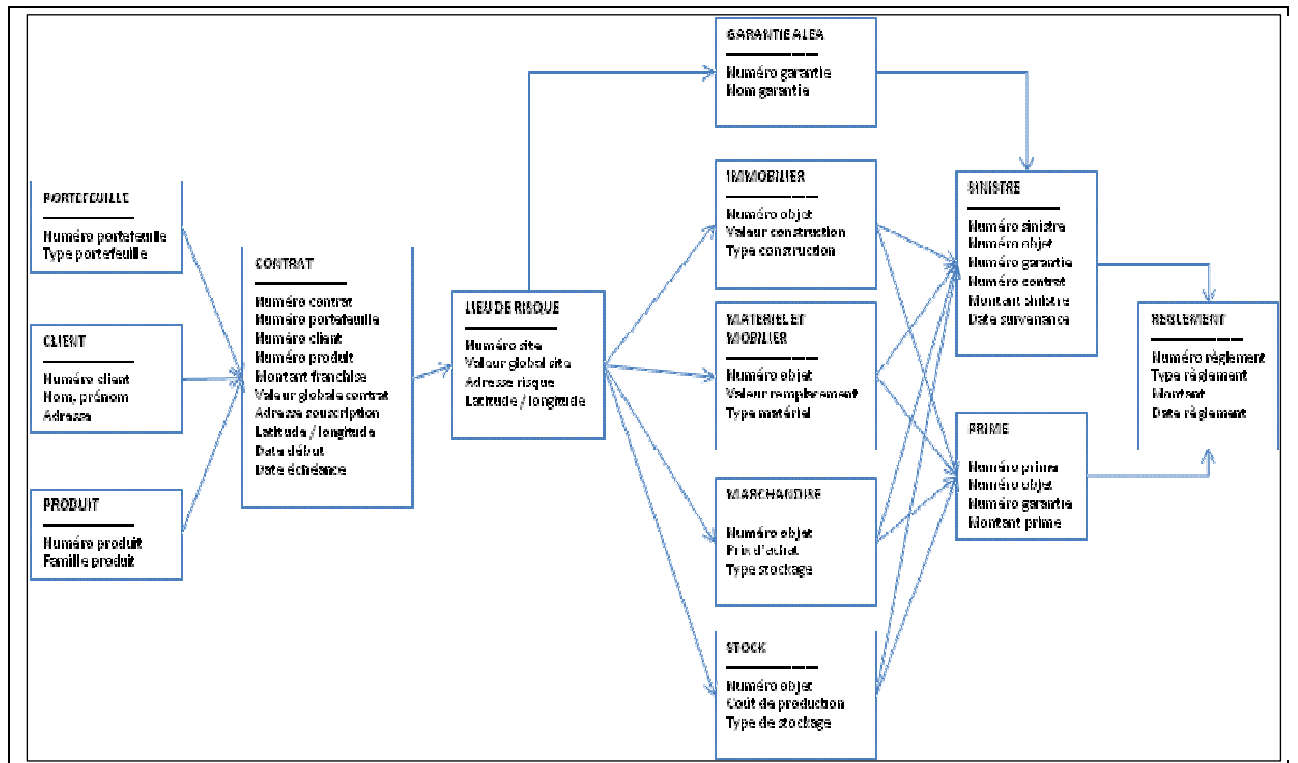 PORTEFEUILLE
Numéro portefeuille
Type portefeuille
CLIENT
Numéro client
Nom, prénom
Adresse
PRODUIT
Numéro produit
Famille produit
CONTRAT
Numéro contrat
Numéro portefeuille
Numéro client
Numéro produit
Montant franchise
Valeur globale contrat
Adresse souscription
Latitude / longitude
Date début
Date échéance
LIEU DE RISQUE
Numéro site
Valeur global site
Adresse risque
Latitude / longitude
GARANTIE ALEA
Numéro garantie
Nom garantie
IMMOBILIER
Numéro objet
Valeur construction
Type construction
MATERIEL ET
MOBILIER
Numéro objet
Valeur remplacement
Type matériel
MARCHANDISE
Numéro objet
Prix d'achat
Type stockage
STOCK
Numéro objet
Coût de production
Type de stockage
SINISTRE
Numéro sinistre
Numéro objet
Numéro garantie
Numéro contrat
Montant sinistre
Date survenance
PRIME
Numéro prime
Numéro objet
Numéro garantie
Montant prime
REGLEMENT
Numéro règlement
Type règlement
Montant
Date règlement